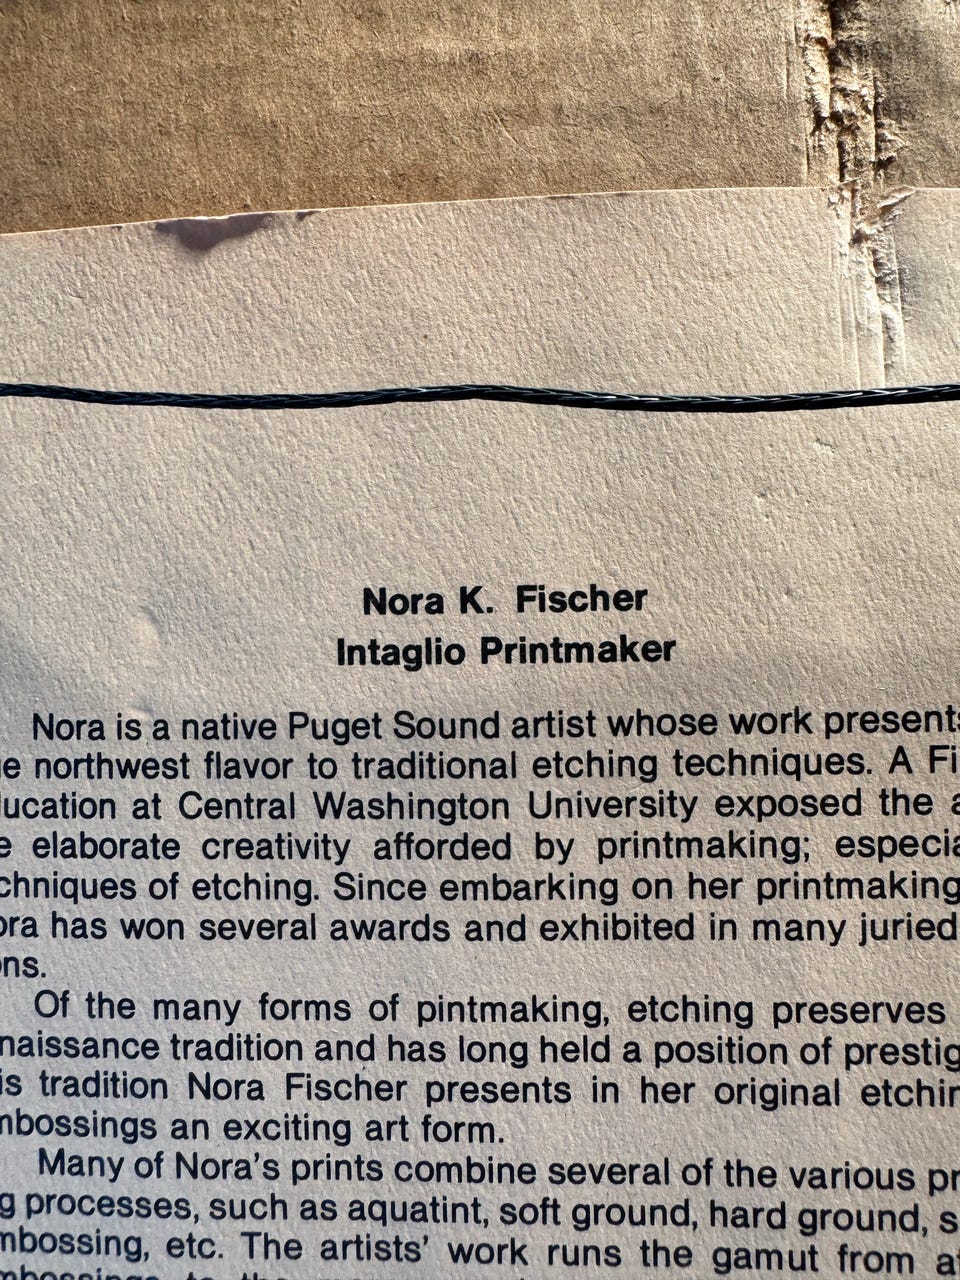 Nora K. Fischer
Intaglio Printmaker
Nora is a native Puget Sound artist whose work presents
northwest flavor to traditional etching techniques. A
at Central Washington University exposed the
elaborate creativity afforded by printmaking; especia
chniques of etching. Since embarking on her printmaking
ora has won several awards and exhibited in many juried
ons.
Of the many forms of pintmaking, etching preserves
naissance tradition and has long held a position of prestig
is tradition Nora Fischer presents in her original etchin
mbossings an exciting art form.
Many of Nora's prints combine several of the various pr
g processes, such as aquatint, soft ground, hard ground, s
mbossing, etc. The artists' work runs the gamut from